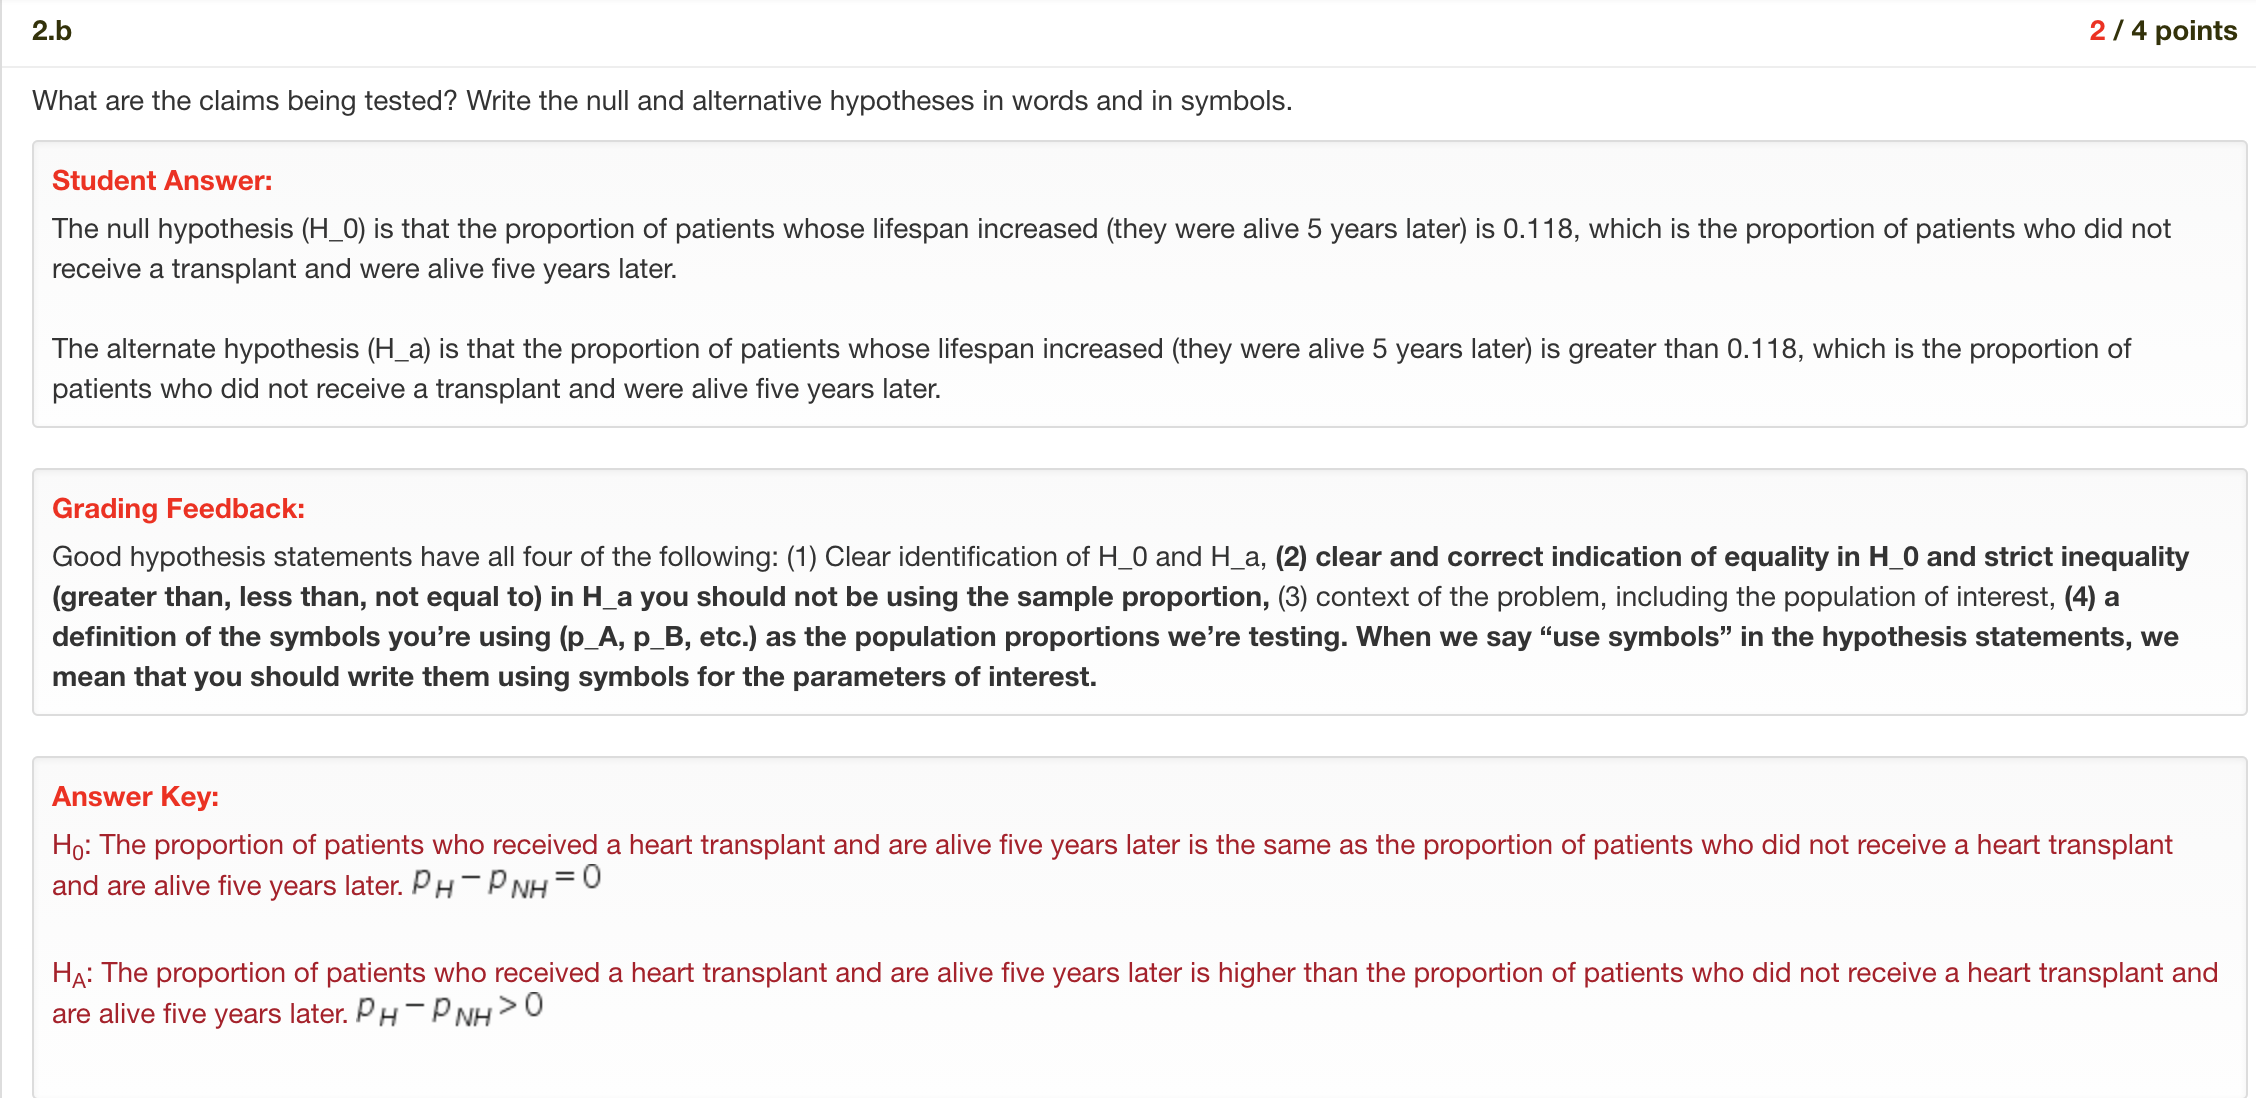 2.b
2 / 4 points
What are the claims being tested? Write the null and alternative hypotheses in words and in symbols.
Student Answer:
The null hypothesis (H_0) is that the proportion of patients whose lifespan increased (they were alive 5 years later) is 0.118, which is the proportion of patients who did not
receive a transplant and were alive five years later.
The alternate hypothesis (H_a) is that the proportion of patients whose lifespan increased (they were alive 5 years later) is greater than 0.118, which is the proportion of
patients who did not receive a transplant and were alive five years later.
Grading Feedback:
Good hypothesis statements have all four of the following: (1) Clear identification of H_0 and H_a, (2) clear and correct indication of equality in H_0 and strict inequality
(greater than, less than, not equal to) in H_a you should not be using the sample proportion, (3) context of the problem, including the population of interest, (4) a
definition of the symbols you’re using (p_A, p_B, etc.) as the population proportions we’re testing. When we say “use symbols” in the hypothesis statements, we
mean that you should write them using symbols for the parameters of interest.
Answer Key:
H₀: The proportion of patients who received a heart transplant and are alive five years later is the same as the proportion of patients who did not receive a heart transplant
and are alive five years later. p_H − p_NH = 0
H_A: The proportion of patients who received a heart transplant and are alive five years later is higher than the proportion of patients who did not receive a heart transplant and
are alive five years later. p_H − p_NH > 0